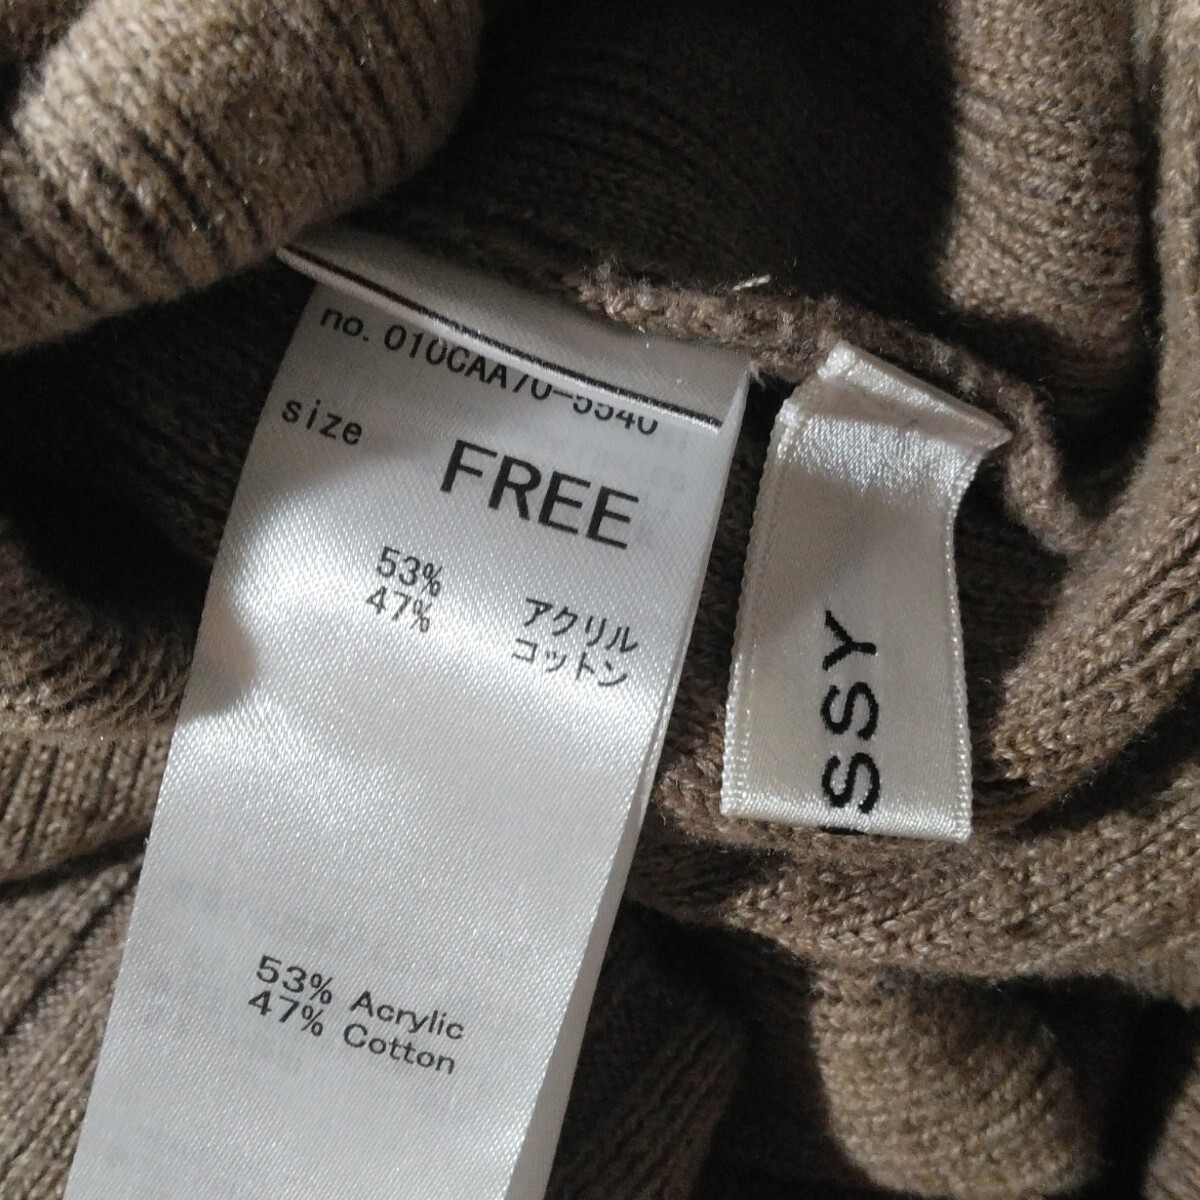 no. 010CAA70-5540
size
FREE
53% アクリル
47% コットン
53% Acrylic
47% Cotton
SSY